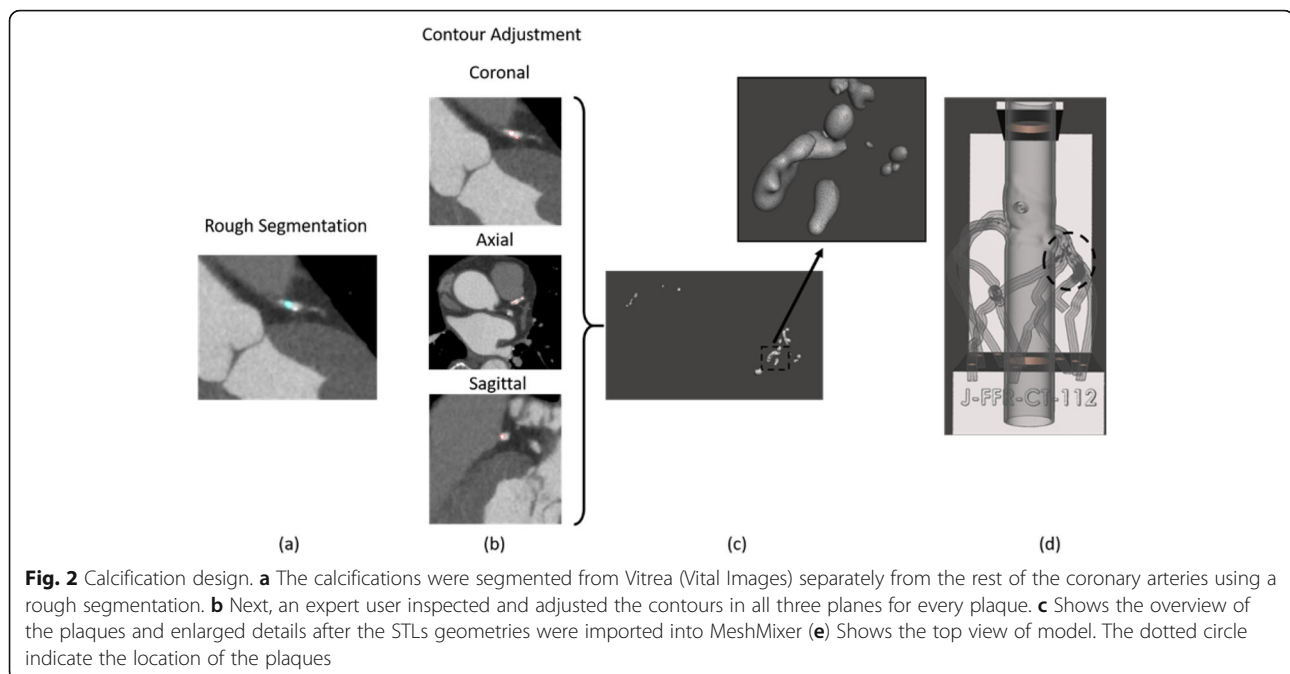 Contour Adjustment
Coronal
Rough Segmentation
Axial
Sagittal
J-FFR-CT-112
(a)
(b)
(c)
(d)
Fig. 2 Calcification design. a The calcifications were segmented from Vitrea (Vital Images) separately from the rest of the coronary arteries using a
rough segmentation. b Next, an expert user inspected and adjusted the contours in all three planes for every plaque. c Shows the overview of
the plaques and enlarged details after the STLs geometries were imported into MeshMixer (e) Shows the top view of model. The dotted circle
indicate the location of the plaques